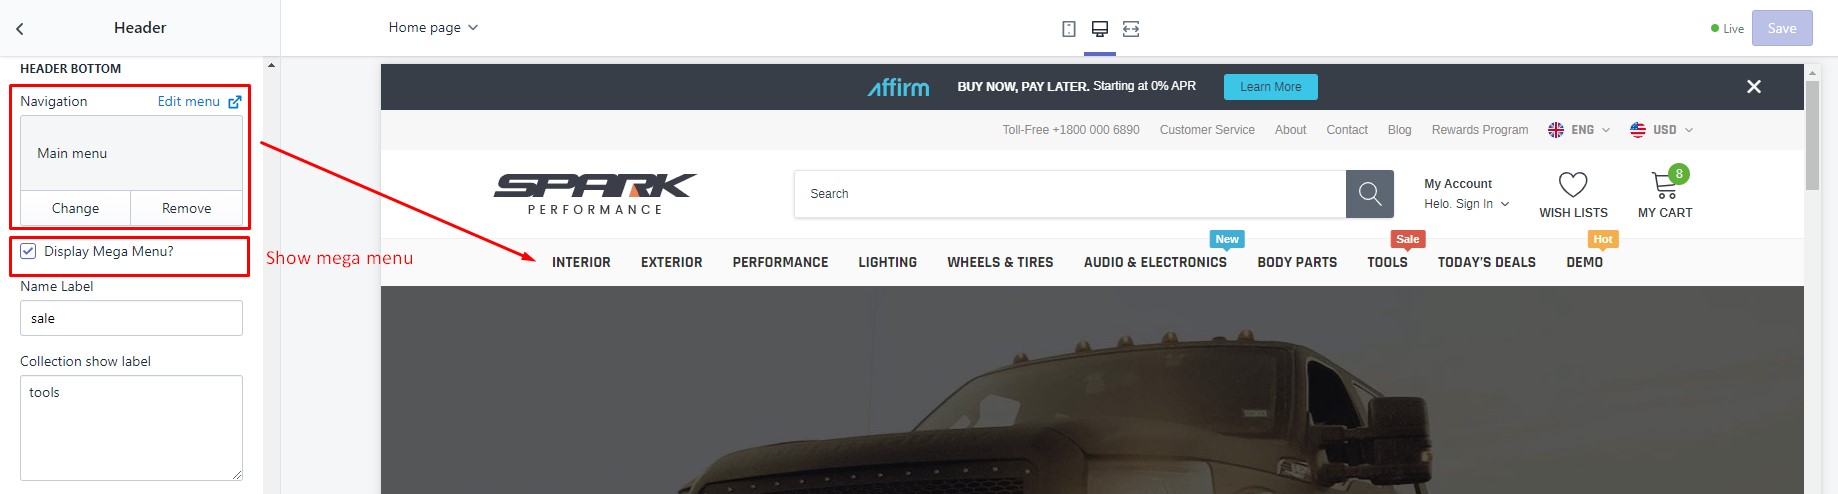 Header
Home page
Live
Save
HEADER BOTTOM
Navigation
Edit menu
Main menu
Change
Remove
Display Mega Menu?
Show mega menu
Name Label
sale
Collection show label
tools
affirm
BUY NOW, PAY LATER. Starting at 0% APR
Learn More
Toll-Free +1800 000 6890
Customer Service
About
Contact
Blog
Rewards Program
ENG
USD
SPARK
PERFORMANCE
Search
My Account
Helo. Sign In
WISH LISTS
8
MY CART
New
Sale
Hot
INTERIOR
EXTERIOR
PERFORMANCE
LIGHTING
WHEELS & TIRES
AUDIO & ELECTRONICS
BODY PARTS
TOOLS
TODAY'S DEALS
DEMO